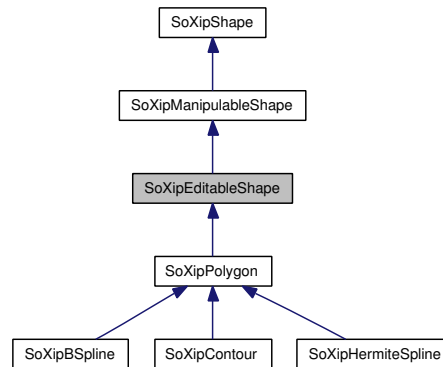 SoXipShape
SoXipManipulableShape
SoXipEditableShape
SoXipPolygon
SoXipBSpline
SoXipContour
SoXipHermiteSpline